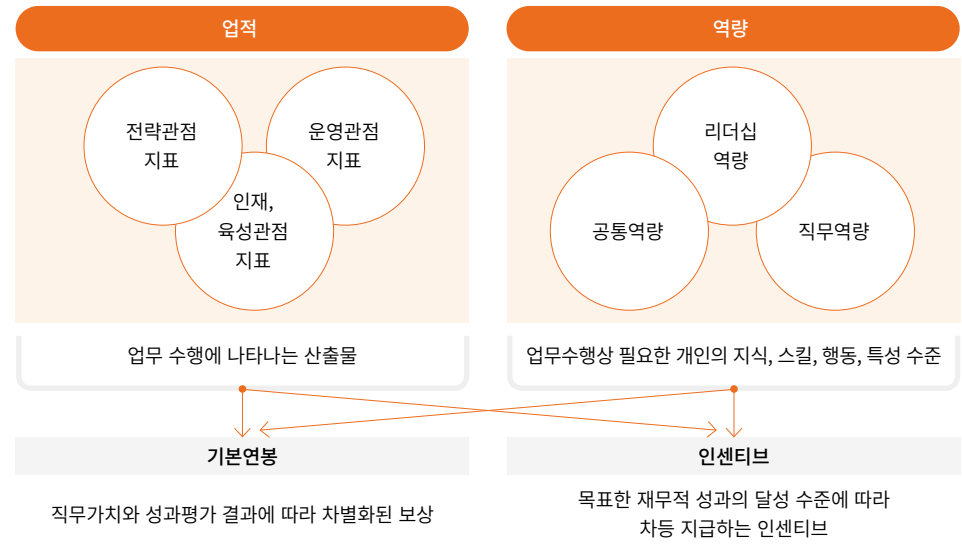 업적
전략관점
지표
운영관점
지표
인재,
육성관점
지표
업무 수행에 나타나는 산출물
역량
리더십
역량
공통역량
직무역량
업무수행상 필요한 개인의 지식, 스킬, 행동, 특성 수준
기본연봉
직무가치와 성과평가 결과에 따라 차별화된 보상
인센티브
목표한 재무적 성과의 달성 수준에 따라
차등 지급하는 인센티브